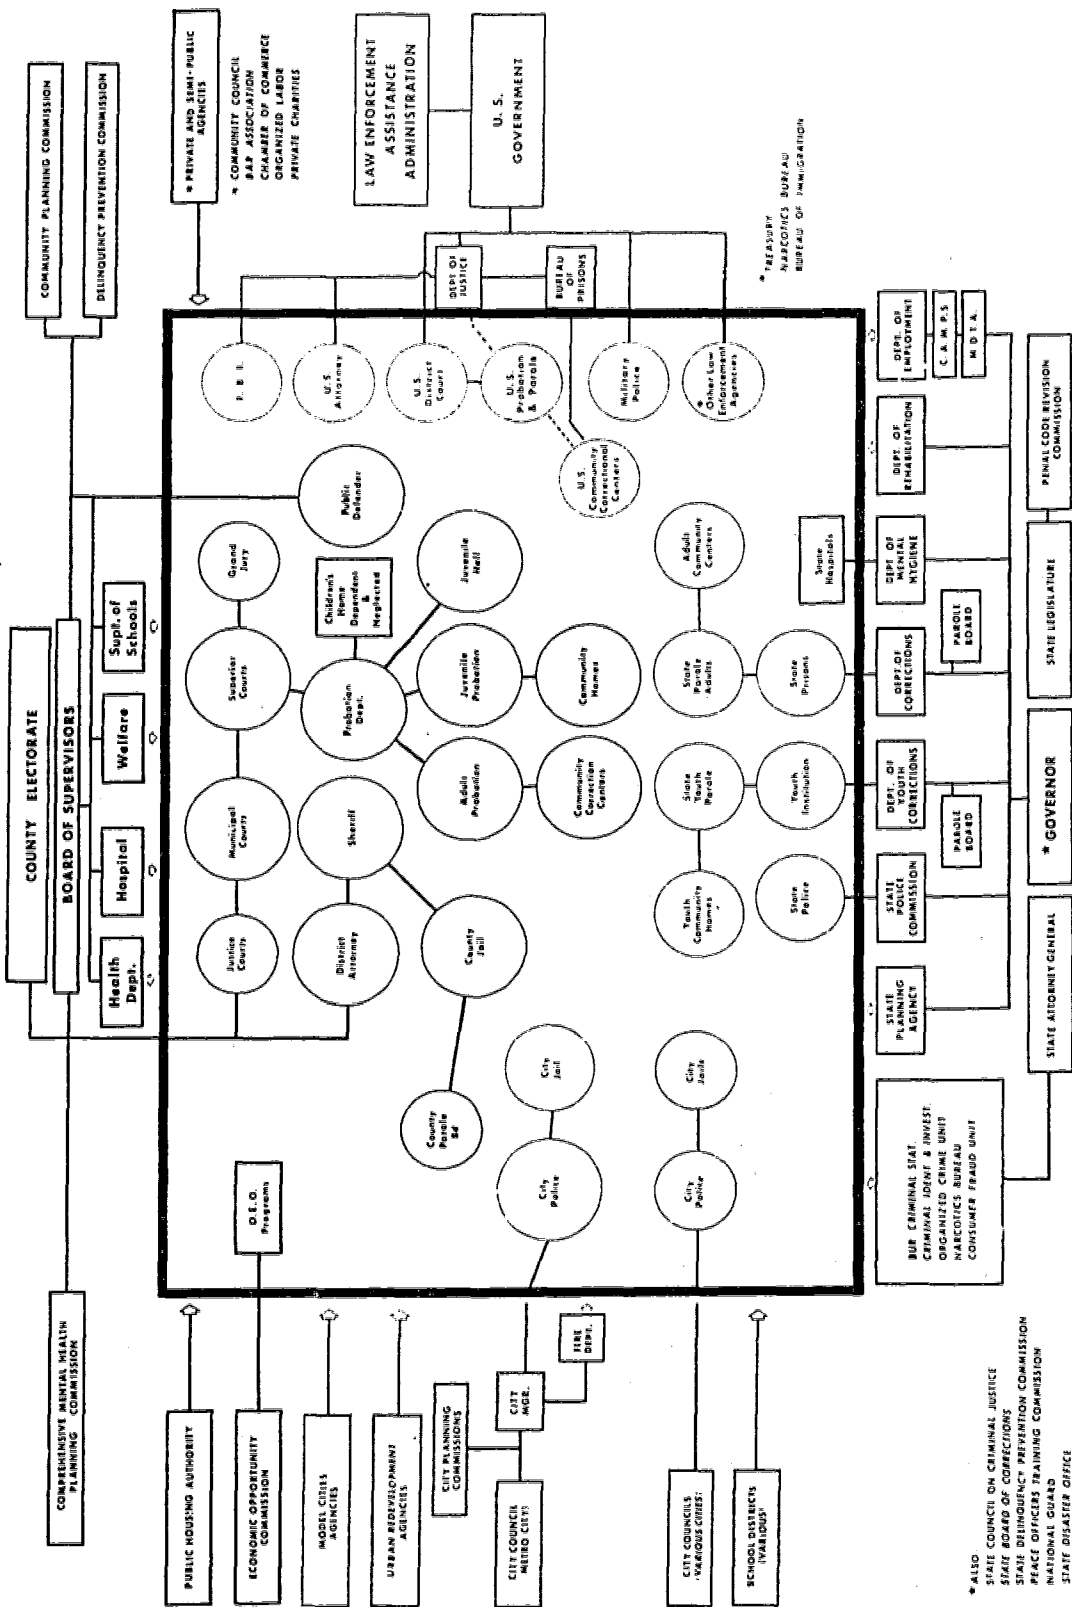 COUNTY ELECTORATE
BOARD OF SUPERVISORS
COMPREHENSIVE MENTAL HEALTH
PLANNING COMMISSION
COMMUNITY PLANNING COMMISSION
DELINQUENCY PREVENTION COMMISSION
Health
Dept.
Hospital
Welfare
Supt. of
Schools
* PRIVATE AND SEMI-PUBLIC
AGENCIES
* COMMUNITY COUNCIL
BAR ASSOCIATION
CHAMBER OF COMMERCE
ORGANIZED LABOR
PRIVATE CHARITIES
PUBLIC HOUSING AUTHORITY
ECONOMIC OPPORTUNITY
COMMISSION
O.E.O.
Programs
MODEL CITIES
AGENCIES
URBAN REDEVELOPMENT
AGENCIES
CITY PLANNING
COMMISSIONS
CITY COUNCIL
METRO CITY
CITY
MGR.
FIRE
DEPT.
CITY COUNCILS
(VARIOUS CITIES)
SCHOOL DISTRICTS
(VARIOUS)
Justice
Courts
Municipal
Courts
Superior
Courts
Grand
Jury
District
Attorney
Sheriff
Probation
Dept.
Children's
Home
Dependent
&
Neglected
Public
Defender
County
Parole
Bd
County
Jail
Adult
Probation
Juvenile
Probation
Juvenile
Hall
City
Police
City
Jail
Community
Correction
Centers
Community
Homes
City
Police
City
Jails
Youth
Community
Homes
State
Youth
Parole
State
Parole
Adults
Adult
Community
Centers
State
Police
Youth
Institution
State
Prisons
State
Hospitals
F. B. I.
U. S.
Attorney
U. S.
District
Court
U. S.
Probation
& Parole
U. S.
Community
Correctional
Centers
Military
Police
*
Other Law
Enforcement
Agencies
DEPT OF
JUSTICE
BUREAU
OF
PRISONS
LAW ENFORCEMENT
ASSISTANCE
ADMINISTRATION
U. S.
GOVERNMENT
* TREASURY
NARCOTICS BUREAU
BUREAU OF IMMIGRATION
BUR CRIMINAL STAT.
CRIMINAL IDENT & INVEST.
ORGANIZED CRIME UNIT
NARCOTICS BUREAU
CONSUMER FRAUD UNIT
STATE
PLANNING
AGENCY
STATE
POLICE
COMMISSION
DEPT. OF
YOUTH
CORRECTIONS
DEPT. OF
CORRECTIONS
DEPT OF
MENTAL
HYGIENE
DEPT. OF
REHABILITATION
DEPT. OF
EMPLOYMENT
C. A. M. P. S
M D T A.
PAROLE
BOARD
PAROLE
BOARD
STATE ATTORNEY GENERAL
* GOVERNOR
STATE LEGISLATURE
PENAL CODE REVISION
COMMISSION
* ALSO
STATE COUNCIL ON CRIMINAL JUSTICE
STATE BOARD OF CORRECTIONS
STATE DELINQUENCY PREVENTION COMMISSION
PEACE OFFICERS TRAINING COMMISSION
NATIONAL GUARD
STATE DISASTER OFFICE